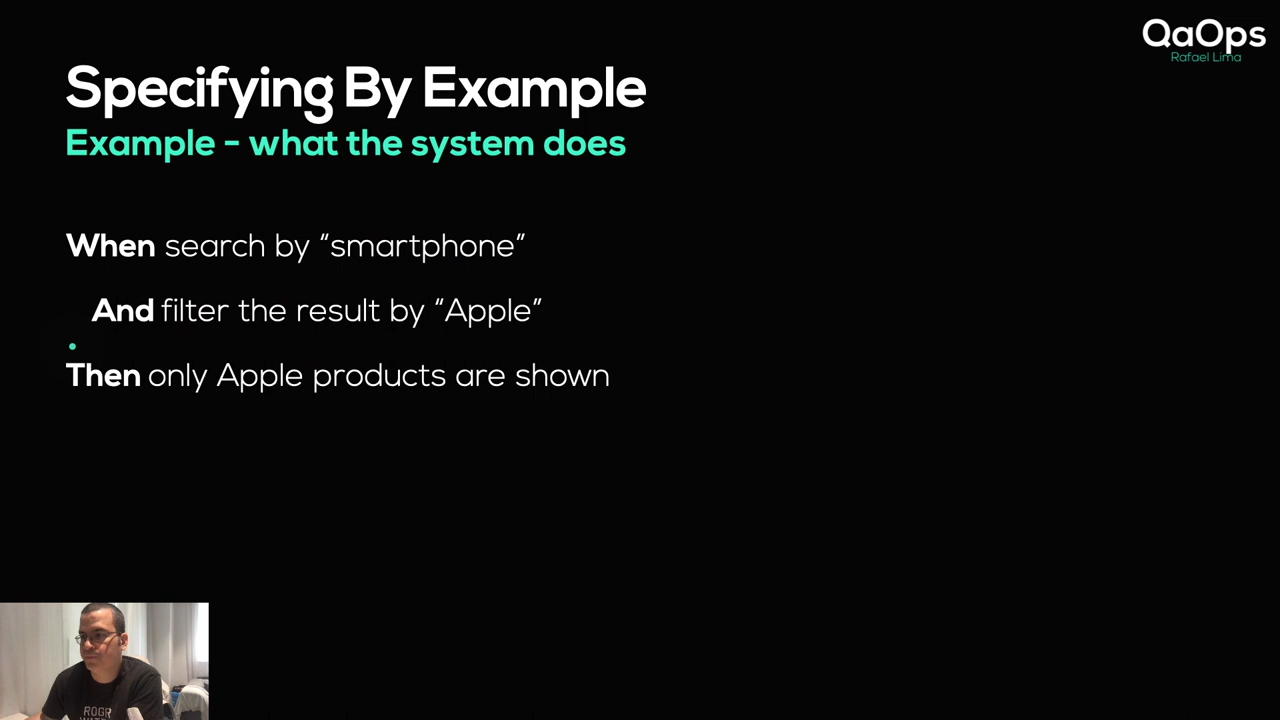 QaOps
Rafael Lima
Specifying By Example
Example - what the system does
When search by “smartphone”
And filter the result by “Apple”
Then only Apple products are shown
ROGR